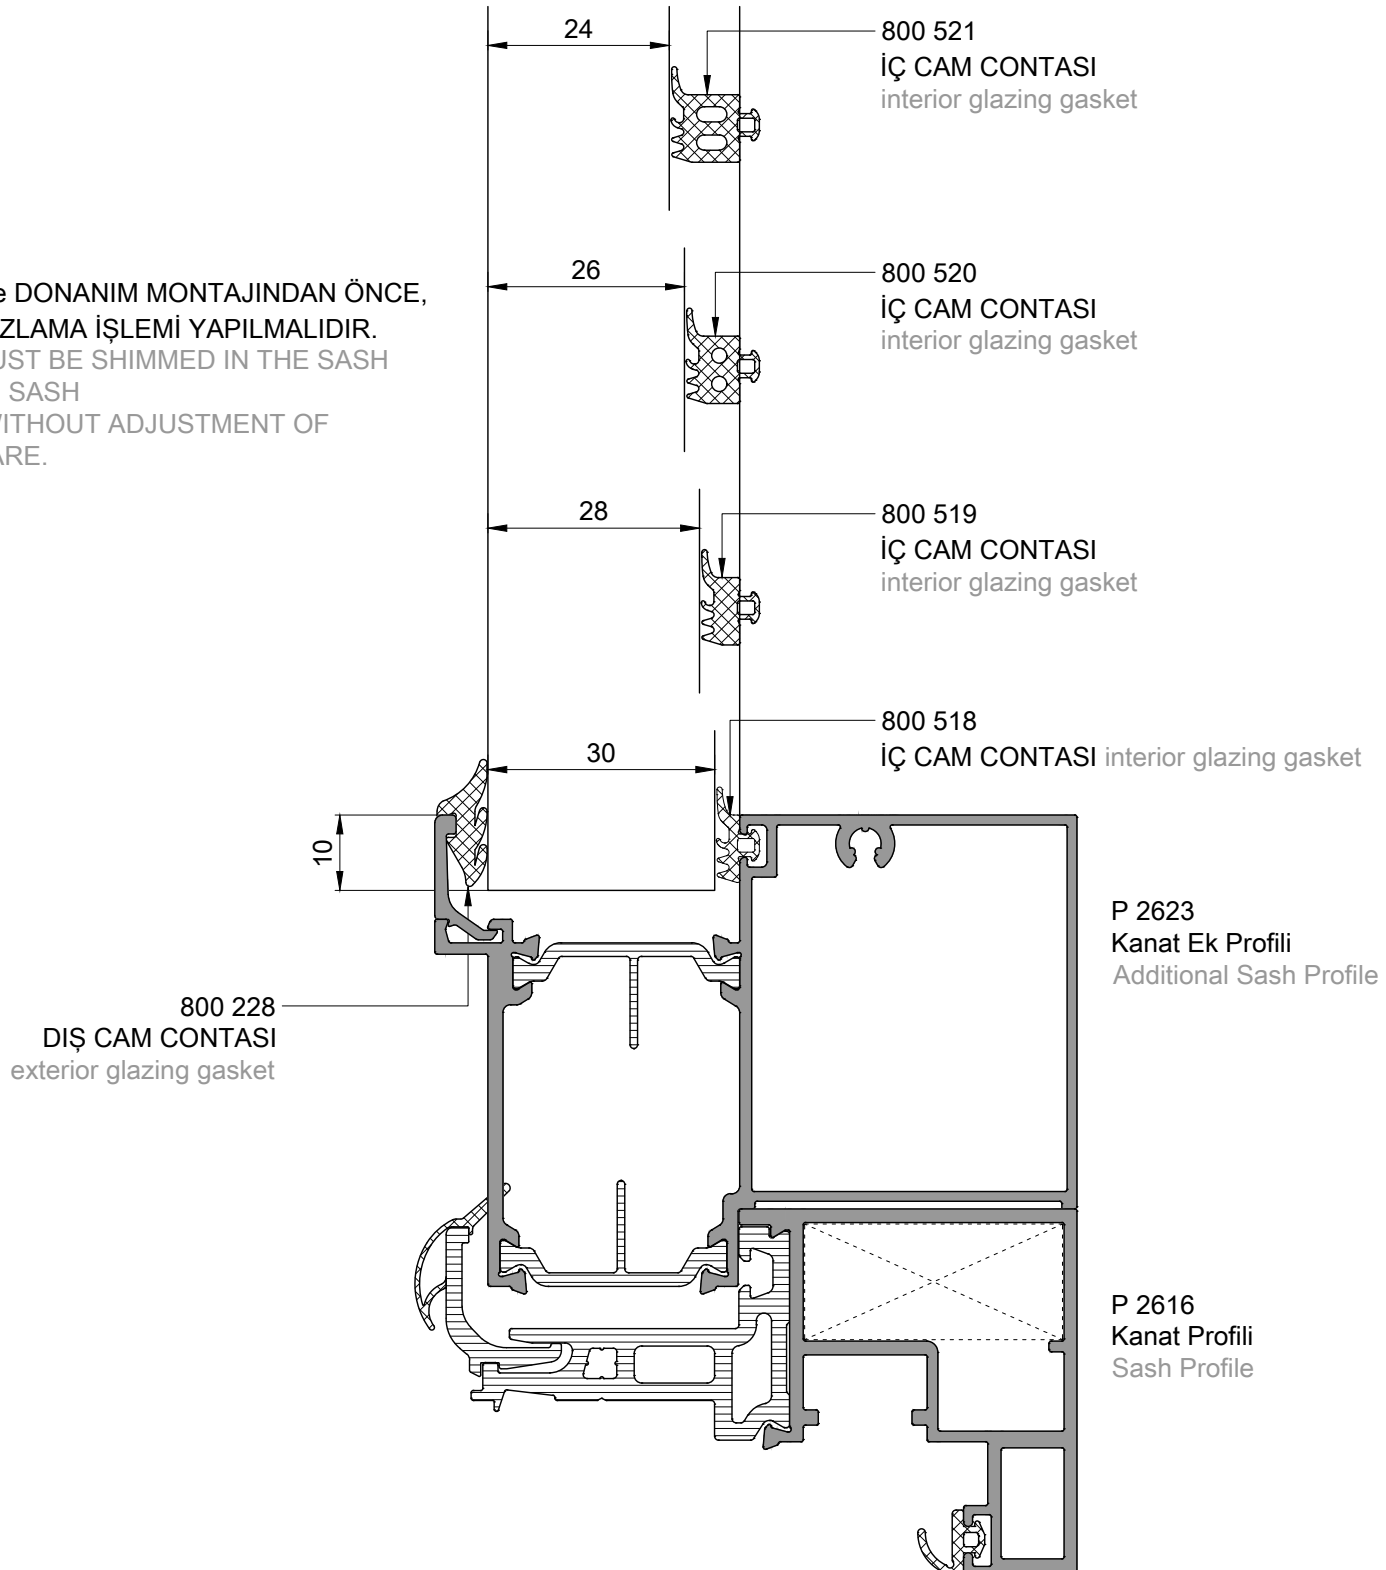 24
800 521
İÇ CAM CONTASI
interior glazing gasket
26
800 520
İÇ CAM CONTASI
interior glazing gasket
e DONANIM MONTAJINDAN ÖNCE,
ZLAMA İŞLEMİ YAPILMALIDIR.
UST BE SHIMMED IN THE SASH
SASH
WITHOUT ADJUSTMENT OF
ARE.
28
800 519
İÇ CAM CONTASI
interior glazing gasket
30
800 518
İÇ CAM CONTASI interior glazing gasket
10
P 2623
Kanat Ek Profili
Additional Sash Profile
800 228
DIŞ CAM CONTASI
exterior glazing gasket
P 2616
Kanat Profili
Sash Profile